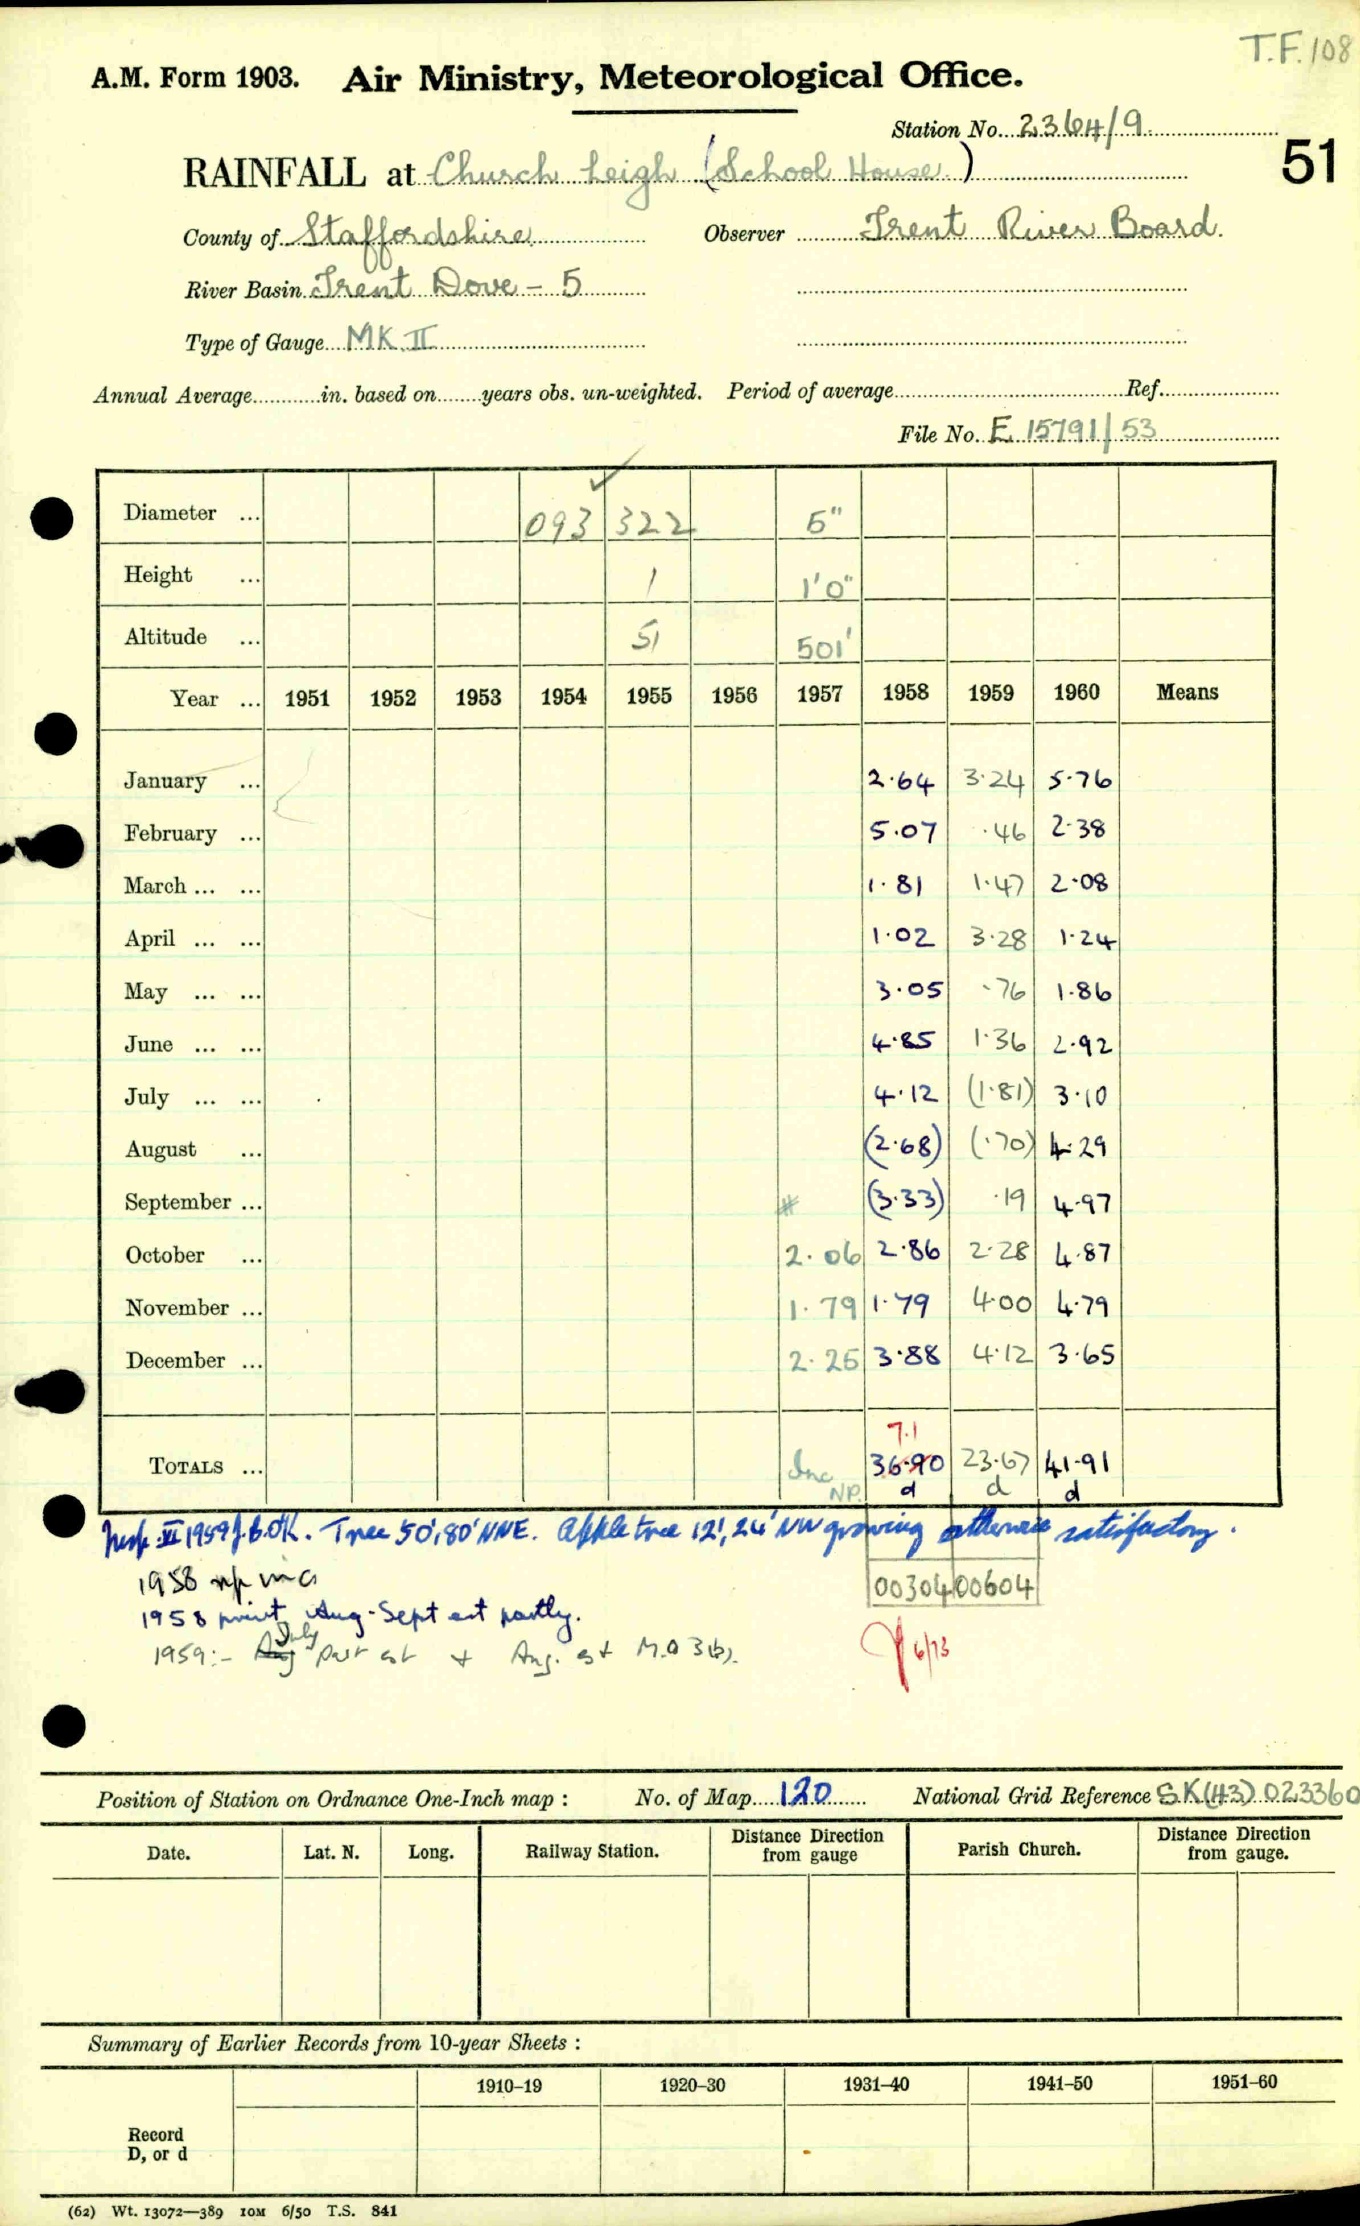 T.F. 108
A.M. Form 1903. Air Ministry, Meteorological Office.
Station No. 2364/9.
51
RAINFALL at Church Leigh (School House)
County of Staffordshire Observer Trent River Board.
River Basin Trent Dove - 5
Type of Gauge MK II
Annual Average in. based on years obs. un-weighted. Period of average Ref.
File No. E 15791/53
Diameter ... 093 322 5"
Height ... 1 1'0"
Altitude ... 51 501'
Year ... 1951 1952 1953 1954 1955 1956 1957 1958 1959 1960 Means
January ... 2.64 3.24 5.76
February ... 5.07 .46 2.38
March ... ... 1.81 1.47 2.08
April ... ... 1.02 3.28 1.24
May ... ... 3.05 .76 1.86
June ... ... 4.85 1.36 2.92
July ... ... 4.12 (1.81) 3.10
August ... (2.68) (.70) 4.29
September ... # (3.33) .19 4.97
October ... 2.06 2.86 2.28 4.87
November ... 1.79 1.79 4.00 4.79
December ... 2.25 3.88 4.12 3.65
7.1
TOTALS ... Inc 36.90 23.67 41.91
NP. d d d
Insp. VI 1959 J.B. OK. Tree 50', 80' NNE. Apple tree 12', 24' NW growing otherwise satisfactory.
00304 00604
1958 np
1958 print Aug-Sept est partly.
July
1959:- Aug part est + Aug. est M.O 3(b).
6/73
Position of Station on Ordnance One-Inch map : No. of Map 120 National Grid Reference SK(43) 023360
Date. Lat. N. Long. Railway Station. Distance Direction from gauge Parish Church. Distance Direction from gauge.
Summary of Earlier Records from 10-year Sheets :
1910–19 1920–30 1931–40 1941–50 1951–60
Record
D, or d
(62) Wt. 13072—389 10M 6/50 T.S. 841